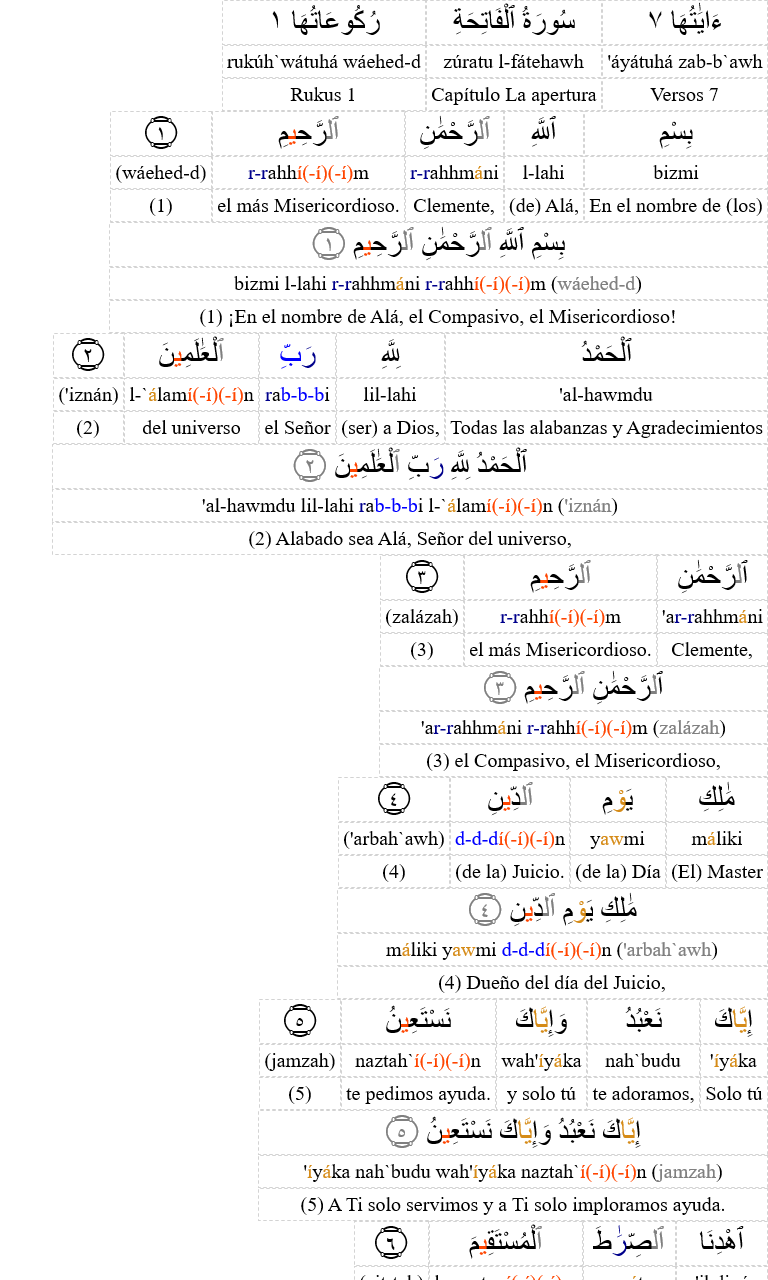 ءَايَٰتُهَا ٧ سُورَةُ ٱلْفَاتِحَةِ رُكُوعَاتُهَا ١
'áyátuhá zab-b`awh zúratu l-fátehawh rukúh`wátuhá wáehed-d
Versos 7 Capítulo La apertura Rukus 1
بِسْمِ ٱللَّهِ ٱلرَّحْمَٰنِ ٱلرَّحِيمِ ١
bizmi l-lahi r-rahhmáni r-rahhí(-í)(-í)m (wáehed-d)
En el nombre de (los) (de) Alá, Clemente, el más Misericordioso. (1)
بِسْمِ ٱللَّهِ ٱلرَّحْمَٰنِ ٱلرَّحِيمِ ١
bizmi l-lahi r-rahhmáni r-rahhí(-í)(-í)m (wáehed-d)
(1) ¡En el nombre de Alá, el Compasivo, el Misericordioso!
ٱلْحَمْدُ لِلَّهِ رَبِّ ٱلْعَٰلَمِينَ ٢
'al-hawmdu lil-lahi rab-b-bi l-`álamí(-í)(-í)n ('iznán)
Todas las alabanzas y Agradecimientos (ser) a Dios, el Señor del universo (2)
ٱلْحَمْدُ لِلَّهِ رَبِّ ٱلْعَٰلَمِينَ ٢
'al-hawmdu lil-lahi rab-b-bi l-`álamí(-í)(-í)n ('iznán)
(2) Alabado sea Alá, Señor del universo,
ٱلرَّحْمَٰنِ ٱلرَّحِيمِ ٣
'ar-rahhmáni r-rahhí(-í)(-í)m (zalázah)
Clemente, el más Misericordioso. (3)
ٱلرَّحْمَٰنِ ٱلرَّحِيمِ ٣
'ar-rahhmáni r-rahhí(-í)(-í)m (zalázah)
(3) el Compasivo, el Misericordioso,
مَٰلِكِ يَوْمِ ٱلدِّينِ ٤
máliki yawmi d-d-dí(-í)(-í)n ('arbah`awh)
(El) Master (de la) Día (de la) Juicio. (4)
مَٰلِكِ يَوْمِ ٱلدِّينِ ٤
máliki yawmi d-d-dí(-í)(-í)n ('arbah`awh)
(4) Dueño del día del Juicio,
إِيَّاكَ نَعْبُدُ وَإِيَّاكَ نَسْتَعِينُ ٥
'íyáka nah`budu wah'íyáka naztah`í(-í)(-í)n (jamzah)
Solo tú te adoramos, y solo tú te pedimos ayuda. (5)
إِيَّاكَ نَعْبُدُ وَإِيَّاكَ نَسْتَعِينُ ٥
'íyáka nah`budu wah'íyáka naztah`í(-í)(-í)n (jamzah)
(5) A Ti solo servimos y a Ti solo imploramos ayuda.
ٱهْدِنَا ٱلصِّرَٰطَ ٱلْمُسْتَقِيمَ ٦